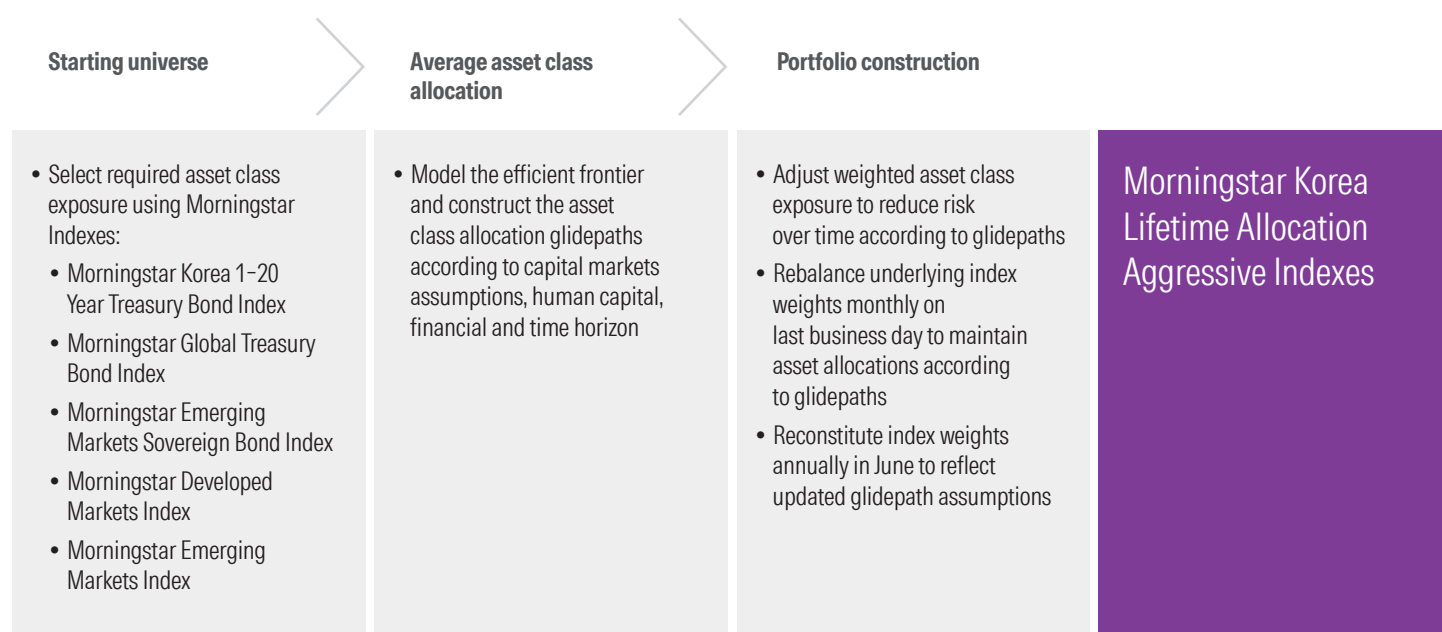 Starting universe
Average asset class
allocation
Portfolio construction
• Select required asset class
exposure using Morningstar
Indexes:
• Morningstar Korea 1–20
Year Treasury Bond Index
• Morningstar Global Treasury
Bond Index
• Morningstar Emerging
Markets Sovereign Bond Index
• Morningstar Developed
Markets Index
• Morningstar Emerging
Markets Index
• Model the efficient frontier
and construct the asset
class allocation glidepaths
according to capital markets
assumptions, human capital,
financial and time horizon
• Adjust weighted asset class
exposure to reduce risk
over time according to glidepaths
• Rebalance underlying index
weights monthly on
last business day to maintain
asset allocations according
to glidepaths
• Reconstitute index weights
annually in June to reflect
updated glidepath assumptions
Morningstar Korea
Lifetime Allocation
Aggressive Indexes